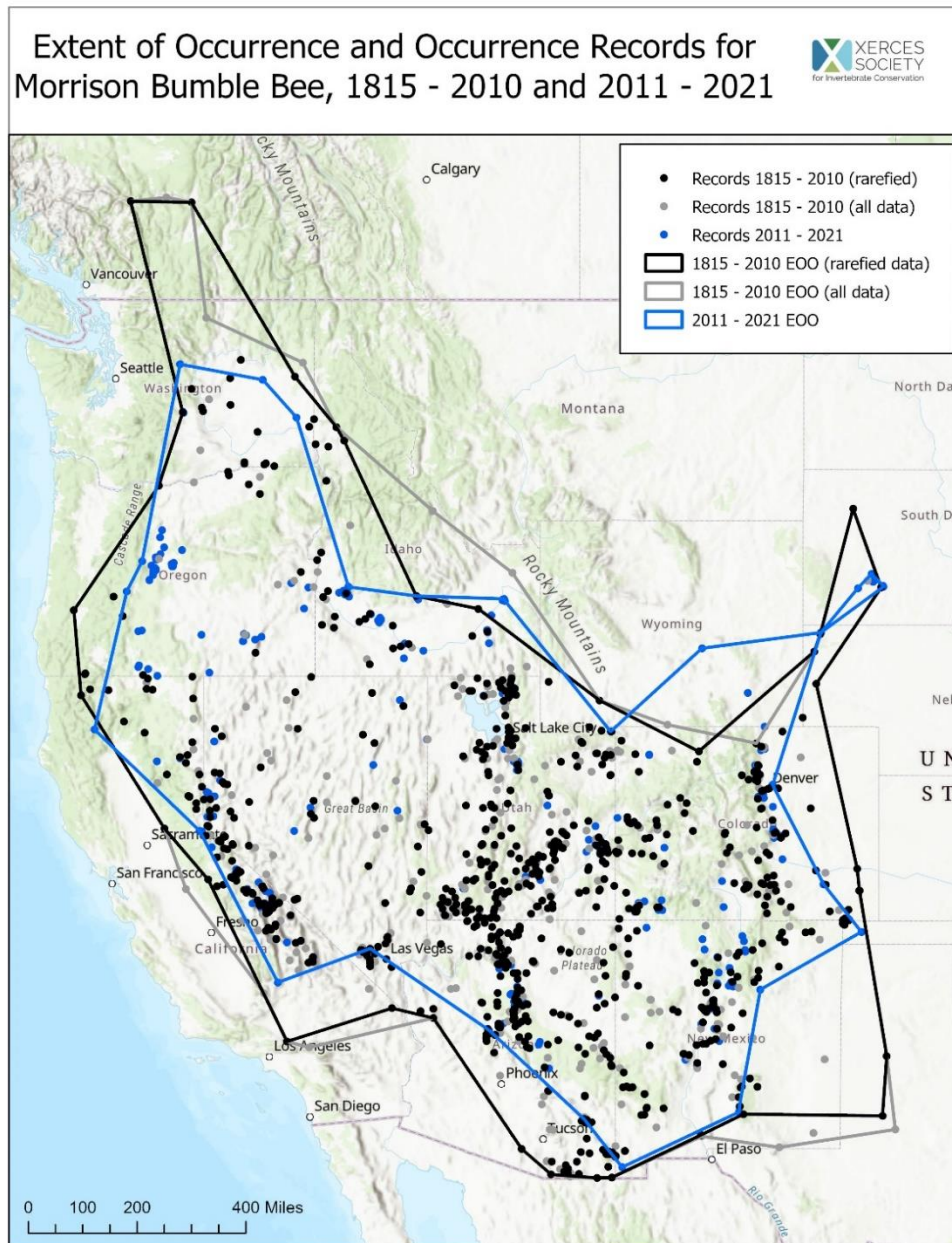 Extent of Occurrence and Occurrence Records for
Morrison Bumble Bee, 1815 - 2010 and 2011 - 2021
XERCES
SOCIETY
for Invertebrate Conservation
Records 1815 - 2010 (rarefied)
Records 1815 - 2010 (all data)
Records 2011 - 2021
1815 - 2010 EOO (rarefied data)
1815 - 2010 EOO (all data)
2011 - 2021 EOO
Rocky Mountains
Calgary
Vancouver
Seattle
Washington
Montana
North Da
Cascade Range
Oregon
Idaho
South D
Rocky Mountains
Wyoming
Nel
Salt Lake City
U N
S T
Great Basin
Utah
Denver
Colorad
Sacramento
San Francisco
Fresno
California
Las Vegas
Colorado
Plateau
Los Angeles
Arizo
New Mexico
Phoenix
San Diego
Tucson
El Paso
Rio Grande
0 100 200 400 Miles